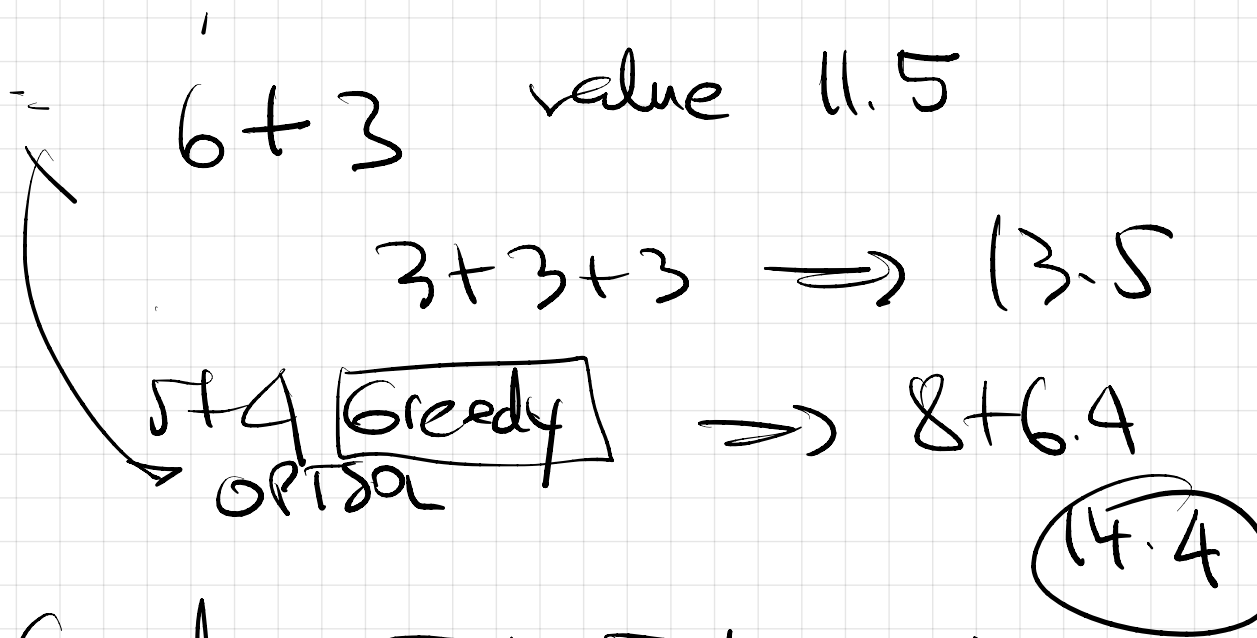 =
6+3 value 11.5
3+3+3 → 13.5
5+4 Greedy → 8+6.4
OPTSOL
14.4